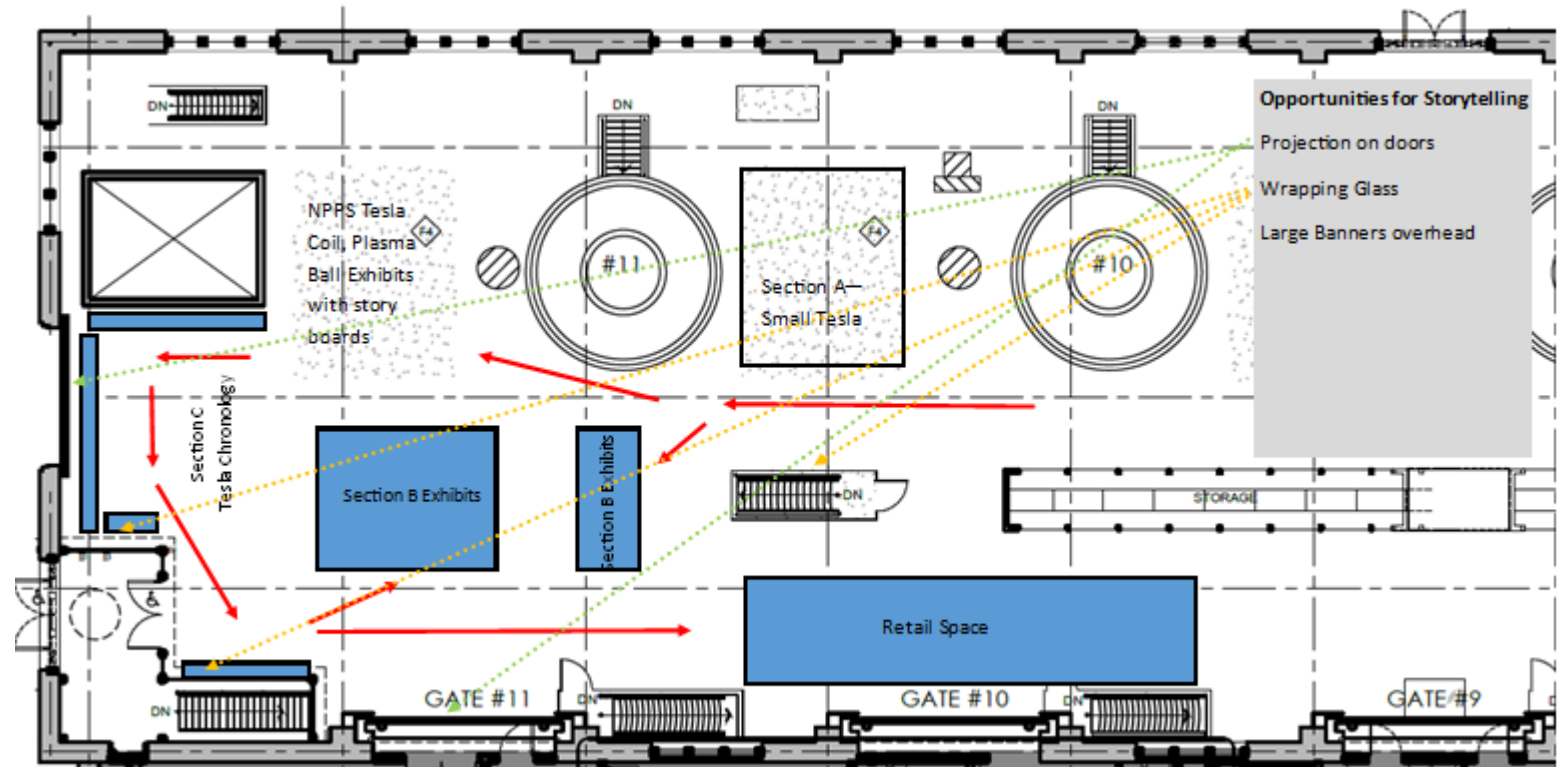 Opportunities for Storytelling
Projection on doors
Wrapping Glass
Large Banners overhead
DN
DN
DN
NPPS Tesla
Coil, Plasma
Ball Exhibits
with story
boards
F4
#11
F4
Section A—
Small Tesla
#10
Section C
Tesla Chronology
Section B Exhibits
Section B Exhibits
DN
STORAGE
Retail Space
GATE #11
GATE #10
GATE #9
DN
DN
DN